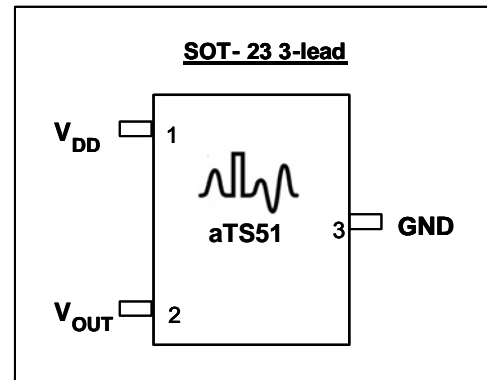 SOT- 23 3-lead
VDD 1
aTS51
3 GND
VOUT 2